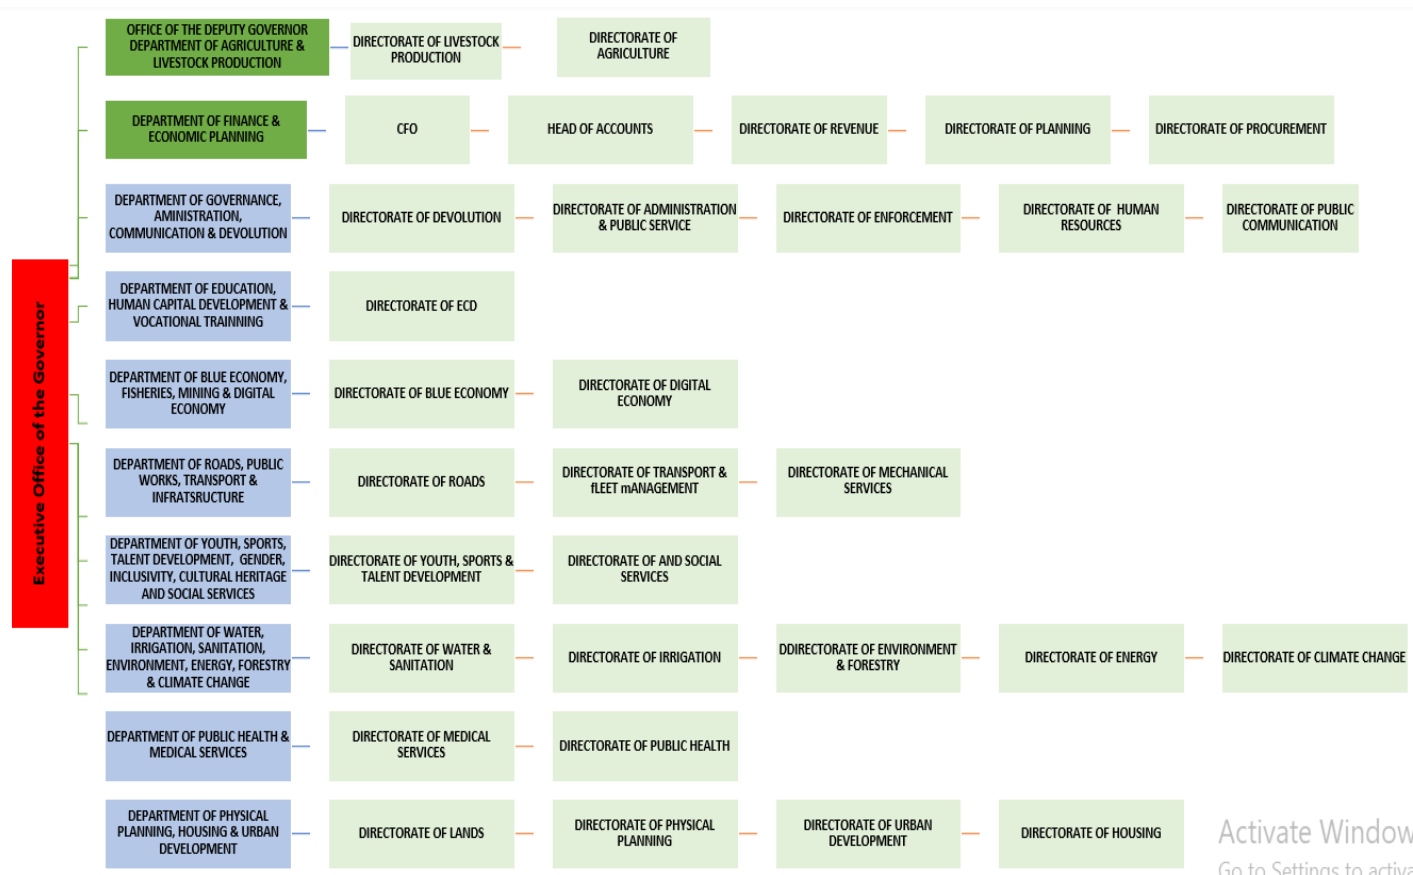 OFFICE OF THE DEPUTY GOVERNOR
DEPARTMENT OF AGRICULTURE &
LIVESTOCK PRODUCTION
DIRECTORATE OF LIVESTOCK
PRODUCTION
DIRECTORATE OF
AGRICULTURE
DEPARTMENT OF FINANCE &
ECONOMIC PLANNING
CFO
HEAD OF ACCOUNTS
DIRECTORATE OF REVENUE
DIRECTORATE OF PLANNING
DIRECTORATE OF PROCUREMENT
DEPARTMENT OF GOVERNANCE,
AMINISTRATION,
COMMUNICATION & DEVOLUTION
DIRECTORATE OF DEVOLUTION
DIRECTORATE OF ADMINISTRATION
& PUBLIC SERVICE
DIRECTORATE OF ENFORCEMENT
DIRECTORATE OF HUMAN
RESOURCES
DIRECTORATE OF PUBLIC
COMMUNICATION
Executive Office of the Governor
DEPARTMENT OF EDUCATION,
HUMAN CAPITAL DEVELOPMENT &
VOCATIONAL TRAINNING
DIRECTORATE OF ECD
DEPARTMENT OF BLUE ECONOMY,
FISHERIES, MINING & DIGITAL
ECONOMY
DIRECTORATE OF BLUE ECONOMY
DIRECTORATE OF DIGITAL
ECONOMY
DEPARTMENT OF ROADS, PUBLIC
WORKS, TRANSPORT &
INFRATSRUCTURE
DIRECTORATE OF ROADS
DIRECTORATE OF TRANSPORT &
fLEET mANAGEMENT
DIRECTORATE OF MECHANICAL
SERVICES
DEPARTMENT OF YOUTH, SPORTS,
TALENT DEVELOPMENT, GENDER,
INCLUSIVITY, CULTURAL HERITAGE
AND SOCIAL SERVICES
DIRECTORATE OF YOUTH, SPORTS &
TALENT DEVELOPMENT
DIRECTORATE OF AND SOCIAL
SERVICES
DEPARTMENT OF WATER,
IRRIGATION, SANITATION,
ENVIRONMENT, ENERGY, FORESTRY
& CLIMATE CHANGE
DIRECTORATE OF WATER &
SANITATION
DIRECTORATE OF IRRIGATION
DDIRECTORATE OF ENVIRONMENT
& FORESTRY
DIRECTORATE OF ENERGY
DIRECTORATE OF CLIMATE CHANGE
DEPARTMENT OF PUBLIC HEALTH &
MEDICAL SERVICES
DIRECTORATE OF MEDICAL
SERVICES
DIRECTORATE OF PUBLIC HEALTH
DEPARTMENT OF PHYSICAL
PLANNING, HOUSING & URBAN
DEVELOPMENT
DIRECTORATE OF LANDS
DIRECTORATE OF PHYSICAL
PLANNING
DIRECTORATE OF URBAN
DEVELOPMENT
DIRECTORATE OF HOUSING
Activate Window
Go to Settings to activa